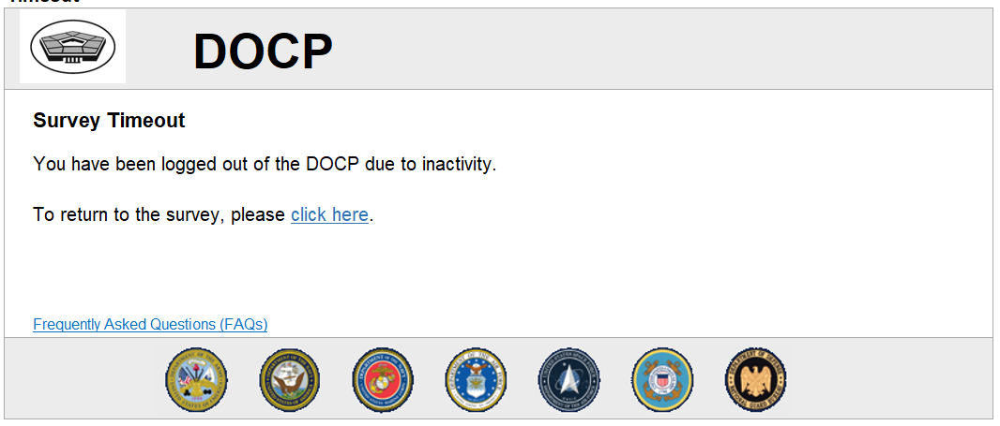 Timeout
DOCP
Survey Timeout
You have been logged out of the DOCP due to inactivity.
To return to the survey, please click here.
Frequently Asked Questions (FAQs)